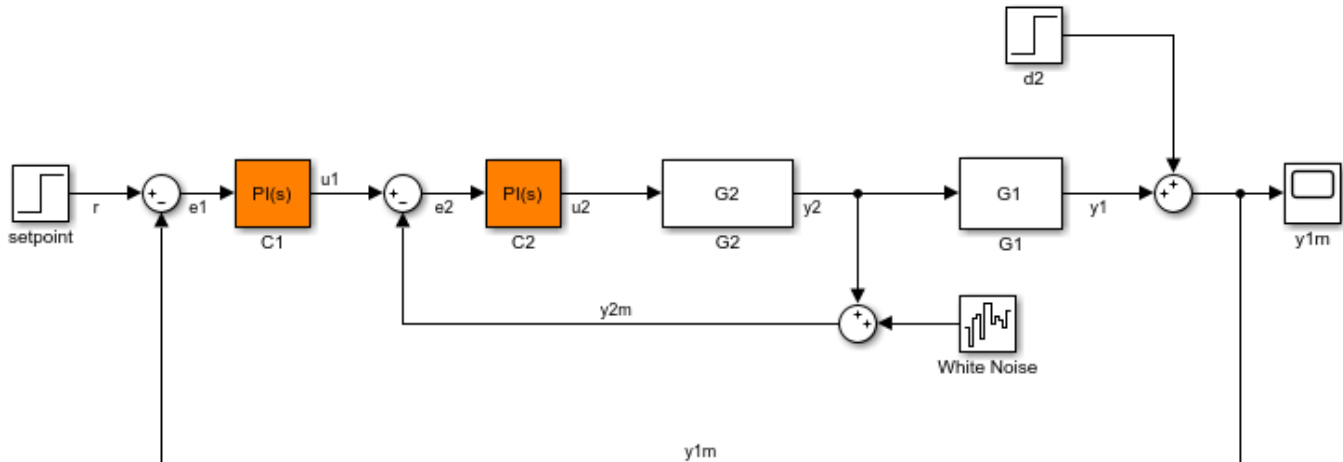 d2
PI(s)
u1
PI(s)
G2
G1
r
e1
e2
u2
y2
y1
setpoint
C1
C2
G2
G1
y1m
y2m
White Noise
y1m